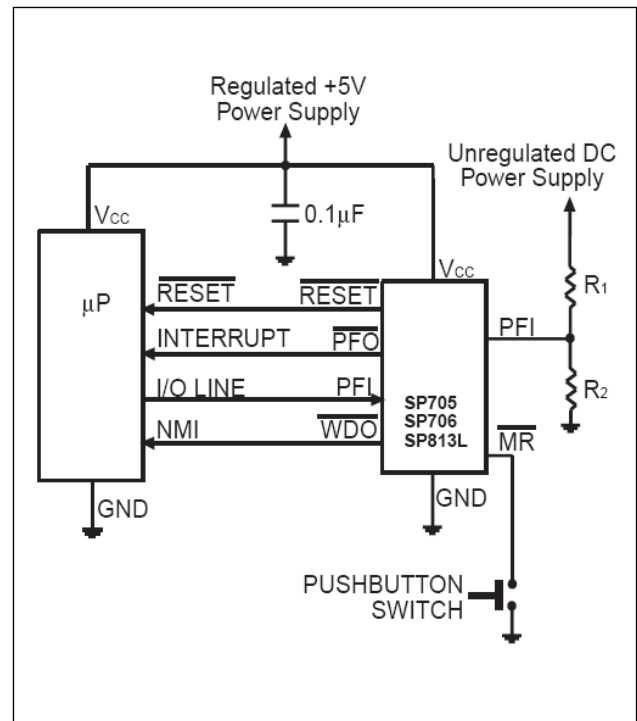 Regulated +5V
Power Supply
Unregulated DC
Power Supply
0.1µF
VCC
VCC
µP
R1
R2
RESET
RESET
PFI
INTERRUPT
PFO
I/O LINE
PFI
NMI
WDO
SP705
SP706
SP813L
MR
GND
GND
PUSHBUTTON
SWITCH